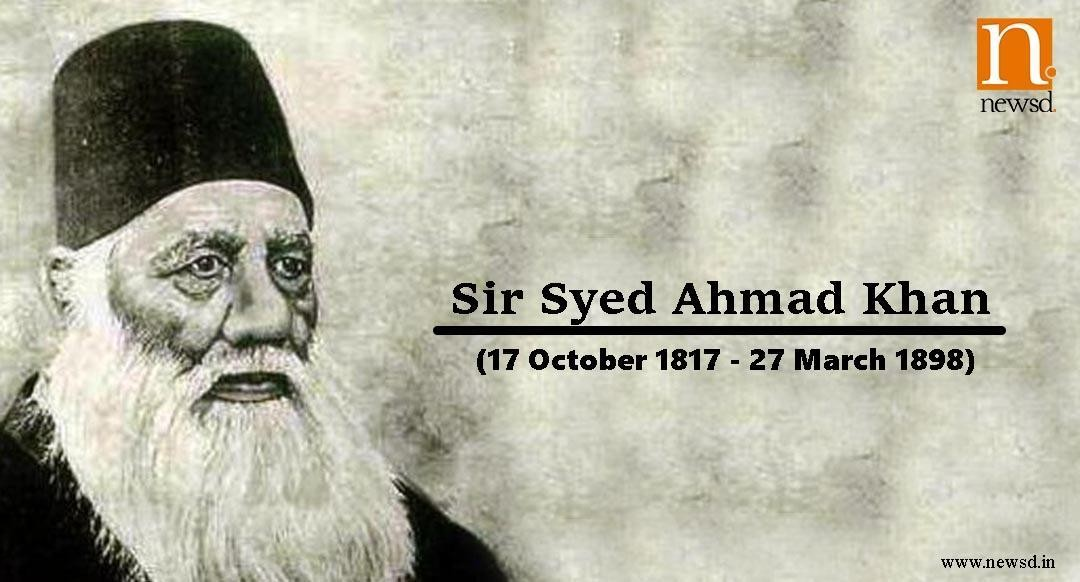 n.
newsd.
Sir Syed Ahmad Khan
(17 October 1817 - 27 March 1898)
www.newsd.in